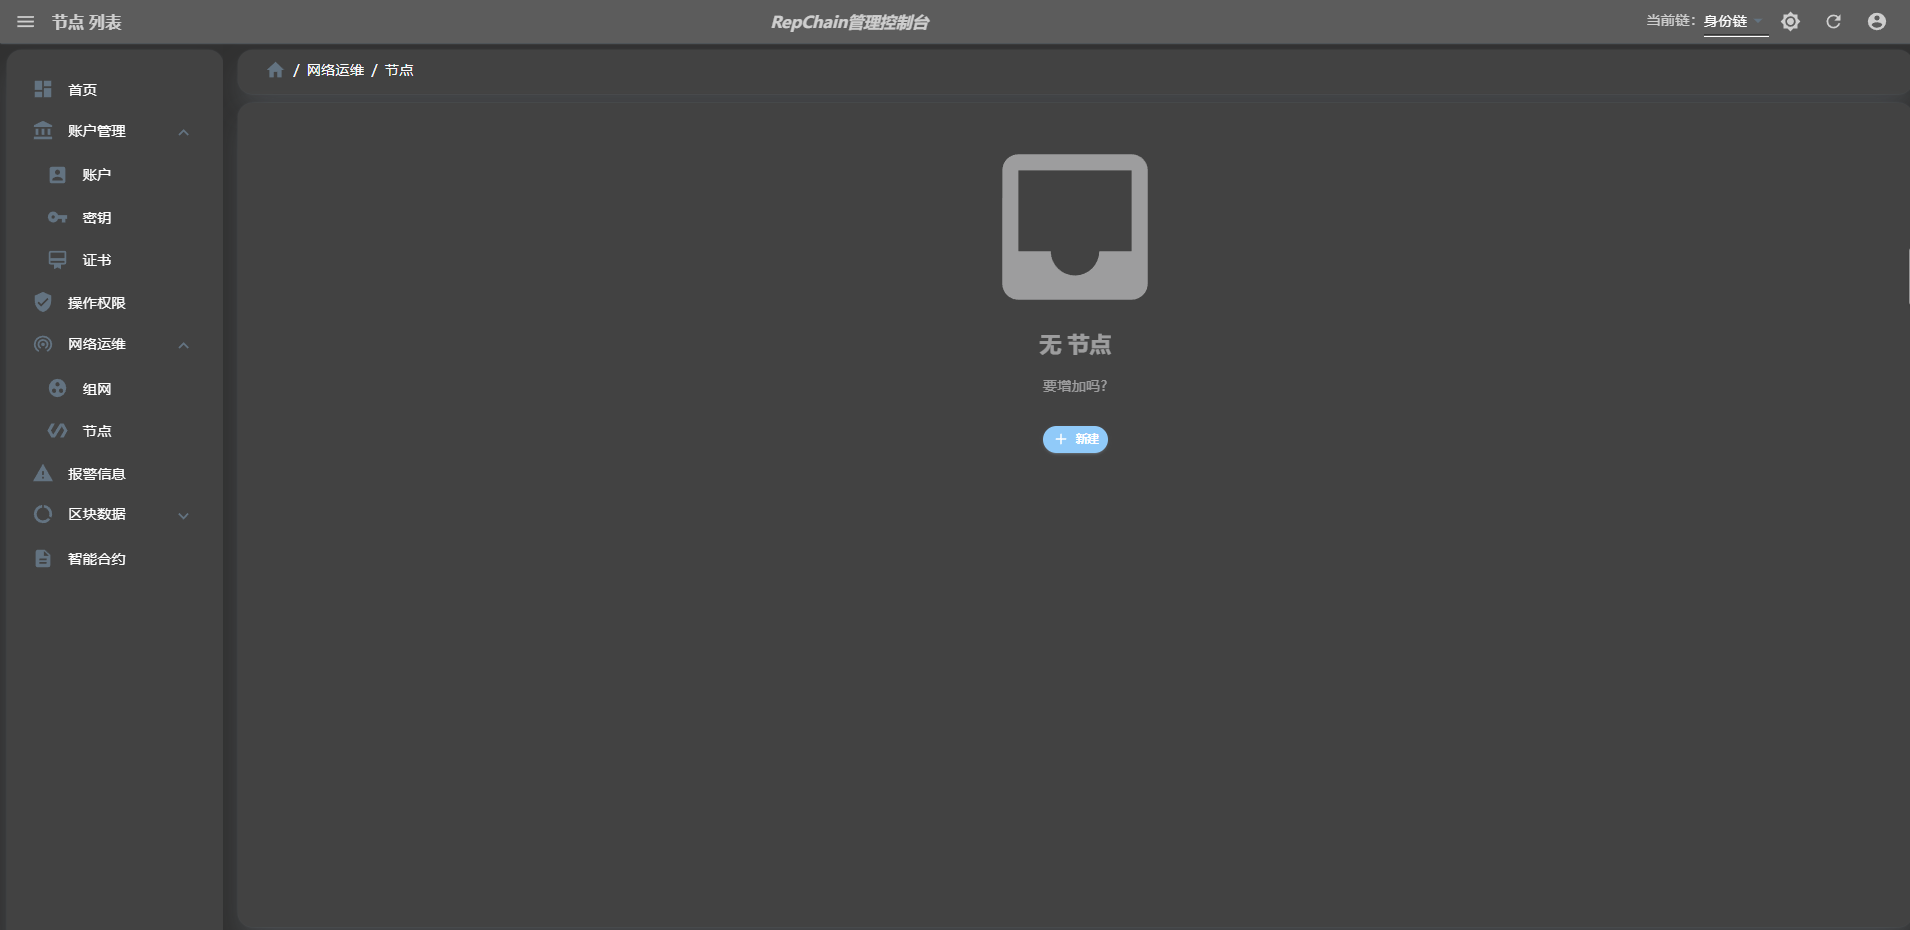 节点 列表
RepChain管理控制台
当前链: 身份链
首页
账户管理
账户
密钥
证书
操作权限
网络运维
组网
节点
报警信息
区块数据
智能合约
/ 网络运维 / 节点
无 节点
要增加吗?
+ 新建